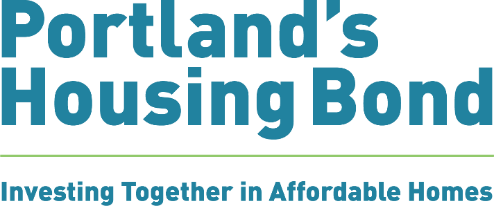 Portland's
Housing Bond
Investing Together in Affordable Homes